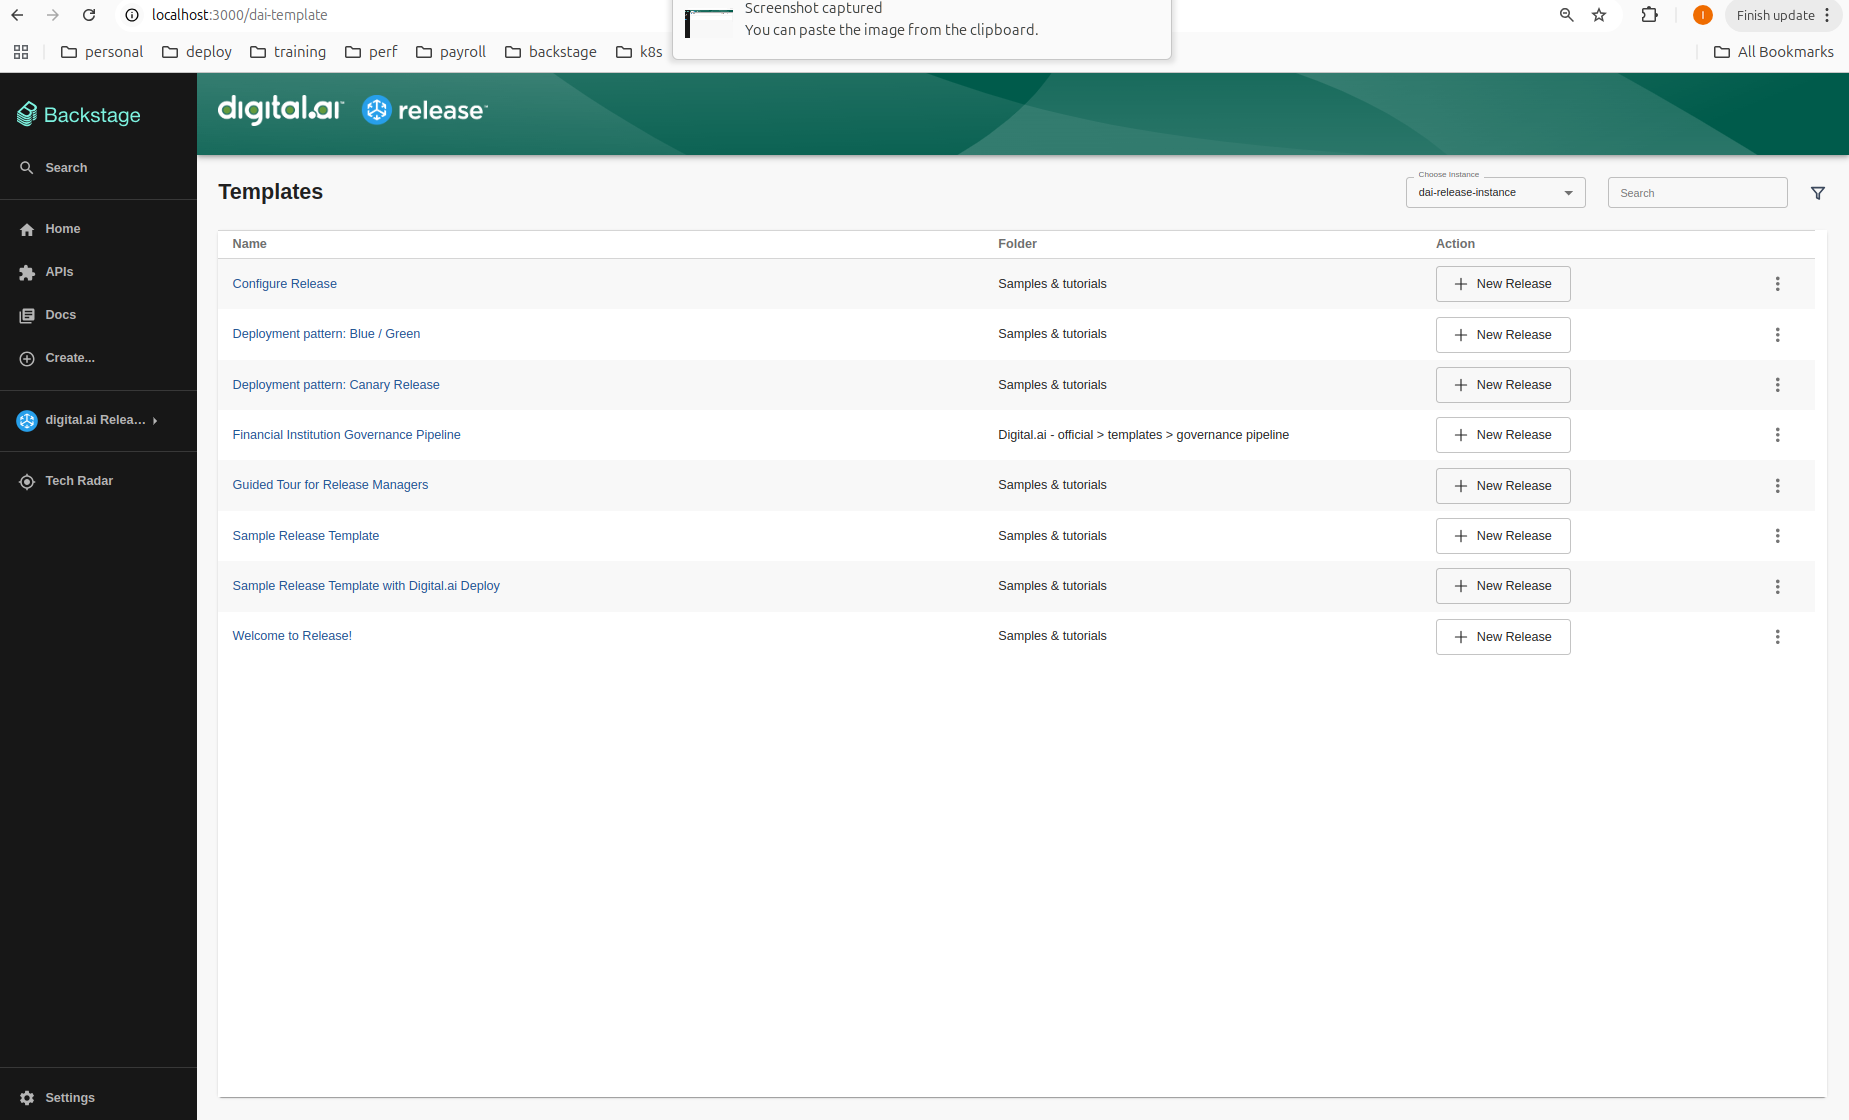 localhost:3000/dai-template
Screenshot captured
You can paste the image from the clipboard.
I
Finish update
personal
deploy
training
perf
payroll
backstage
k8s
All Bookmarks
Backstage
Search
Home
APIs
Docs
Create...
digital.ai Relea...
Tech Radar
Settings
digital.ai™ release™
Templates
Choose Instance
dai-release-instance
Search
Name Folder Action
Configure Release Samples & tutorials New Release
Deployment pattern: Blue / Green Samples & tutorials New Release
Deployment pattern: Canary Release Samples & tutorials New Release
Financial Institution Governance Pipeline Digital.ai - official > templates > governance pipeline New Release
Guided Tour for Release Managers Samples & tutorials New Release
Sample Release Template Samples & tutorials New Release
Sample Release Template with Digital.ai Deploy Samples & tutorials New Release
Welcome to Release! Samples & tutorials New Release